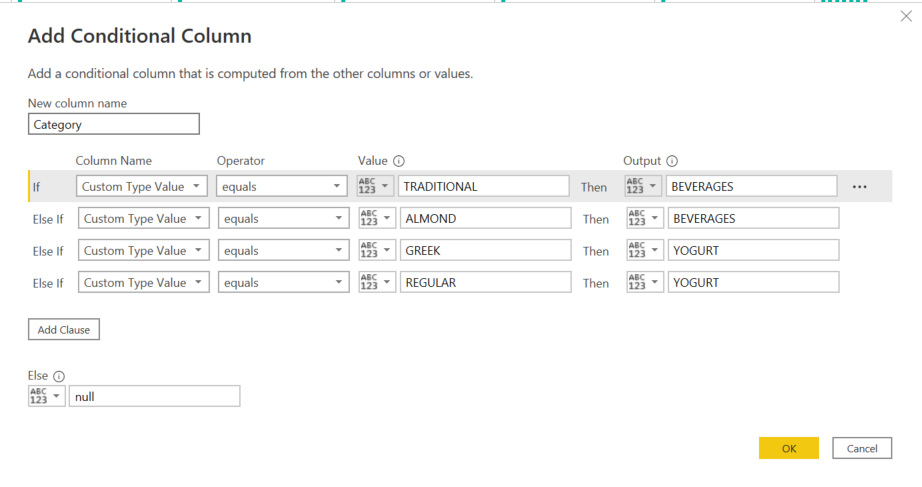 Add Conditional Column
Add a conditional column that is computed from the other columns or values.
New column name
Category
Column Name Operator Value Output
If Custom Type Value equals ABC 123 TRADITIONAL Then ABC 123 BEVERAGES ...
Else If Custom Type Value equals ABC 123 ALMOND Then ABC 123 BEVERAGES
Else If Custom Type Value equals ABC 123 GREEK Then ABC 123 YOGURT
Else If Custom Type Value equals ABC 123 REGULAR Then ABC 123 YOGURT
Add Clause
Else
ABC 123 null
OK Cancel